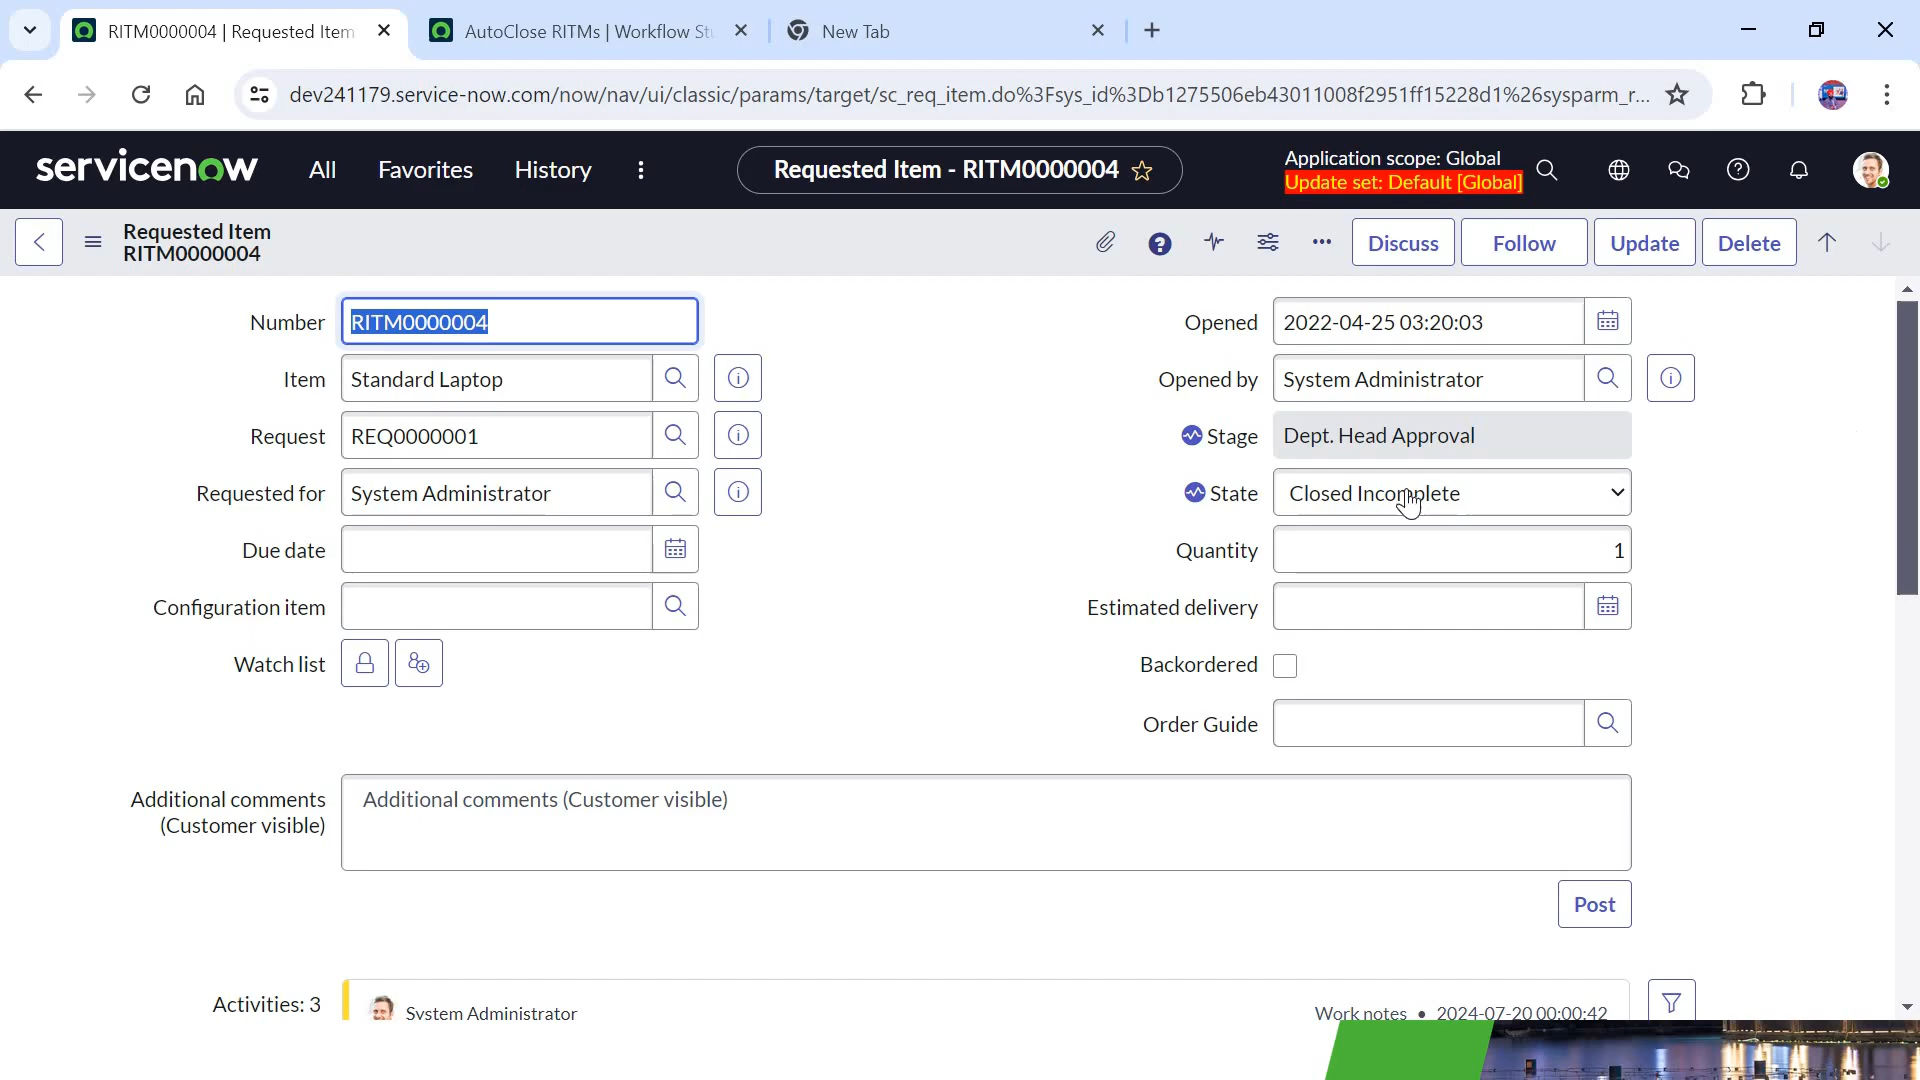 RITM0000004 | Requested Item
AutoClose RITMs | Workflow Stu
New Tab
dev241179.service-now.com/now/nav/ui/classic/params/target/sc_req_item.do%3Fsys_id%3Db1275506eb43011008f2951ff15228d1%26sysparm_r...
servicenow
All
Favorites
History
Requested Item - RITM0000004
Application scope: Global
Update set: Default [Global]
Requested Item
RITM0000004
Discuss
Follow
Update
Delete
Number
RITM0000004
Opened
2022-04-25 03:20:03
Item
Standard Laptop
Opened by
System Administrator
Request
REQ0000001
Stage
Dept. Head Approval
Requested for
System Administrator
State
Closed Incomplete
Due date
Quantity
1
Configuration item
Estimated delivery
Watch list
Backordered
Order Guide
Additional comments
(Customer visible)
Additional comments (Customer visible)
Post
Activities: 3
System Administrator
Work notes • 2024-07-20 00:00:42